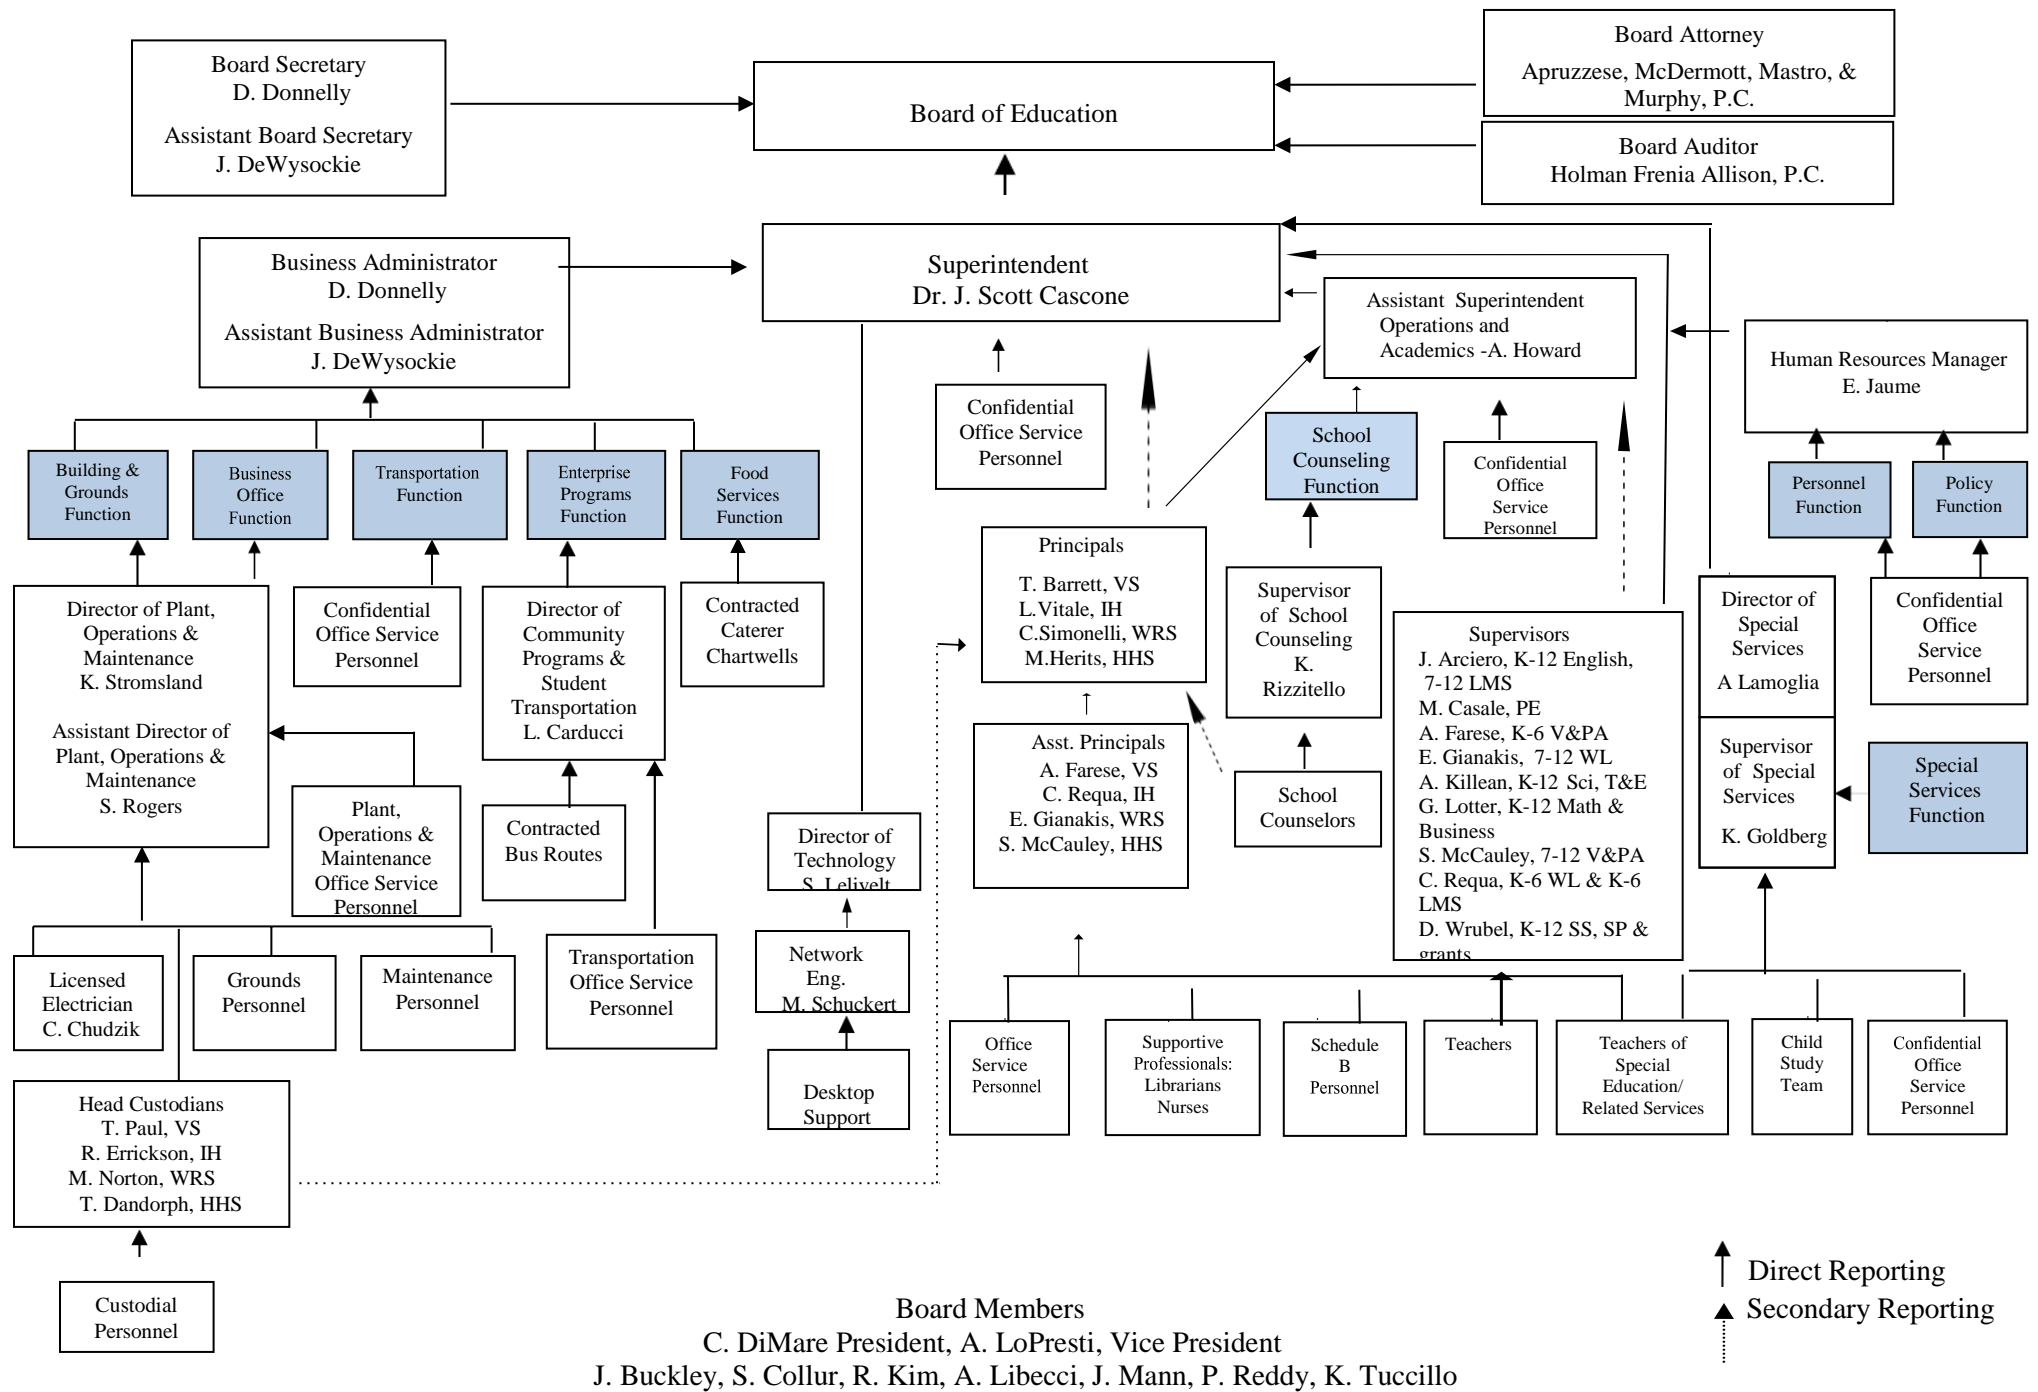 Board Secretary
D. Donnelly
Assistant Board Secretary
J. DeWysockie
Board of Education
Board Attorney
Apruzzese, McDermott, Mastro, &
Murphy, P.C.
Board Auditor
Holman Frenia Allison, P.C.
Business Administrator
D. Donnelly
Assistant Business Administrator
J. DeWysockie
Superintendent
Dr. J. Scott Cascone
Assistant Superintendent
Operations and
Academics -A. Howard
Human Resources Manager
E. Jaume
Confidential
Office Service
Personnel
School
Counseling
Function
Confidential
Office
Service
Personnel
Personnel
Function
Policy
Function
Building &
Grounds
Function
Business
Office
Function
Transportation
Function
Enterprise
Programs
Function
Food
Services
Function
Director of Plant,
Operations &
Maintenance
K. Stromsland
Assistant Director of
Plant, Operations &
Maintenance
S. Rogers
Confidential
Office Service
Personnel
Director of
Community
Programs &
Student
Transportation
L. Carducci
Contracted
Caterer
Chartwells
Principals
T. Barrett, VS
L.Vitale, IH
C.Simonelli, WRS
M.Herits, HHS
Supervisor
of School
Counseling
K.
Rizzitello
Supervisors
J. Arciero, K-12 English,
7-12 LMS
M. Casale, PE
A. Farese, K-6 V&PA
E. Gianakis, 7-12 WL
A. Killean, K-12 Sci, T&E
G. Lotter, K-12 Math &
Business
S. McCauley, 7-12 V&PA
C. Requa, K-6 WL & K-6
LMS
D. Wrubel, K-12 SS, SP &
grants
Director of
Special
Services
A Lamoglia
Confidential
Office
Service
Personnel
Supervisor
of Special
Services
K. Goldberg
Special
Services
Function
Asst. Principals
A. Farese, VS
C. Requa, IH
E. Gianakis, WRS
S. McCauley, HHS
School
Counselors
Plant,
Operations &
Maintenance
Office Service
Personnel
Contracted
Bus Routes
Director of
Technology
S. Lelivelt
Licensed
Electrician
C. Chudzik
Grounds
Personnel
Maintenance
Personnel
Transportation
Office Service
Personnel
Network
Eng.
M. Schuckert
Desktop
Support
Office
Service
Personnel
Supportive
Professionals:
Librarians
Nurses
Schedule
B
Personnel
Teachers
Teachers of
Special
Education/
Related Services
Child
Study
Team
Confidential
Office
Service
Personnel
Head Custodians
T. Paul, VS
R. Errickson, IH
M. Norton, WRS
T. Dandorph, HHS
Custodial
Personnel
Direct Reporting
Secondary Reporting
Board Members
C. DiMare President, A. LoPresti, Vice President
J. Buckley, S. Collur, R. Kim, A. Libecci, J. Mann, P. Reddy, K. Tuccillo